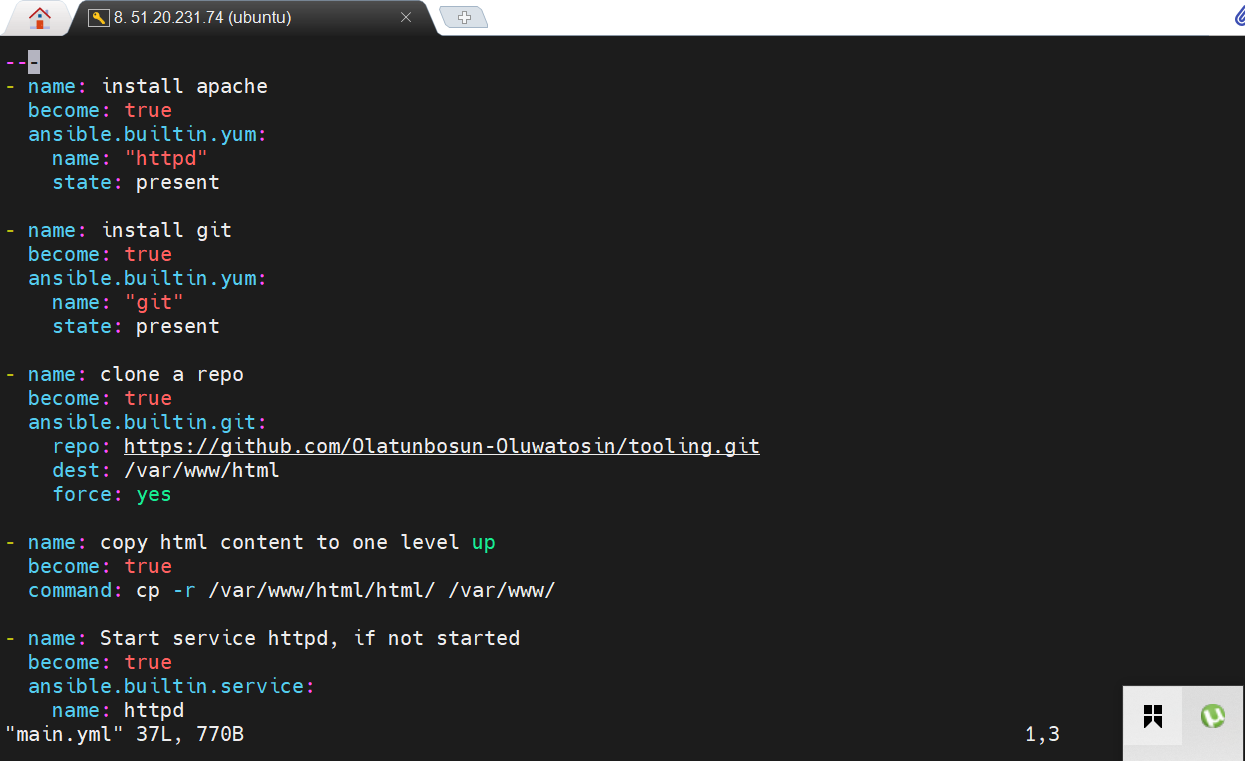 8. 51.20.231.74 (ubuntu)
---
- name: install apache
  become: true
  ansible.builtin.yum:
    name: "httpd"
    state: present

- name: install git
  become: true
  ansible.builtin.yum:
    name: "git"
    state: present

- name: clone a repo
  become: true
  ansible.builtin.git:
    repo: https://github.com/Olatunbosun-Oluwatosin/tooling.git
    dest: /var/www/html
    force: yes

- name: copy html content to one level up
  become: true
  command: cp -r /var/www/html/html/ /var/www/

- name: Start service httpd, if not started
  become: true
  ansible.builtin.service:
    name: httpd
"main.yml" 37L, 770B 1,3